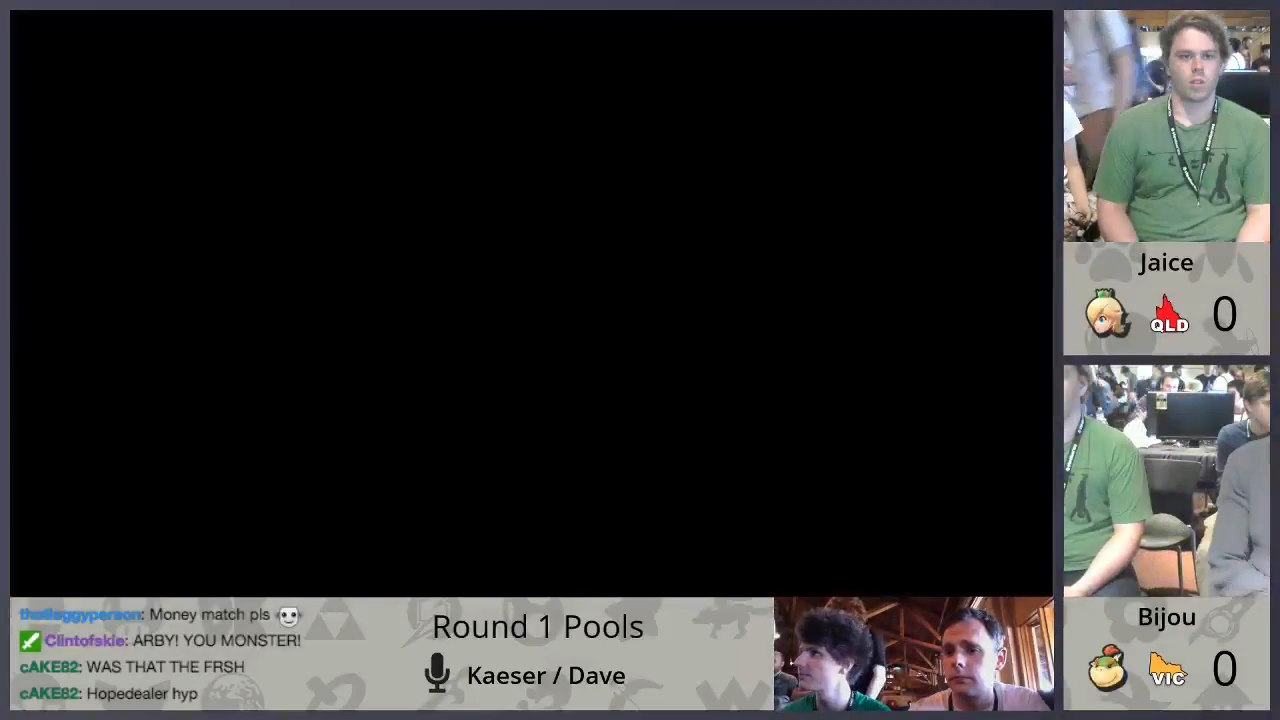 Jaice
QLD 0
thatlaggyperson: Money match pls
Clintofskie: ARBY! YOU MONSTER!
cAKE82: WAS THAT THE FRSH
cAKE82: Hopedealer hyp
Round 1 Pools
Kaeser / Dave
Bijou
VIC 0